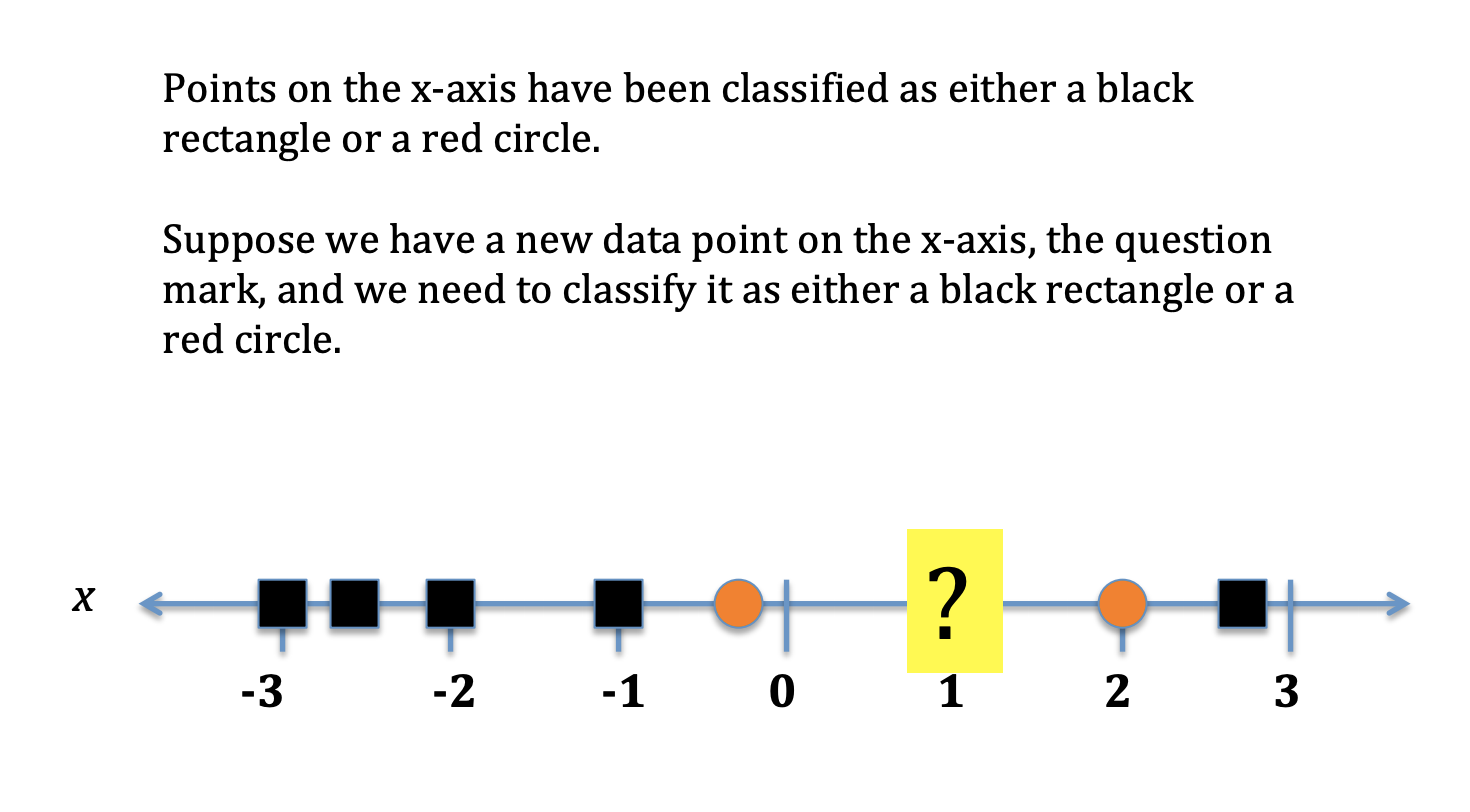 Points on the x-axis have been classified as either a black
rectangle or a red circle.
Suppose we have a new data point on the x-axis, the question
mark, and we need to classify it as either a black rectangle or a
red circle.
x ?
-3 -2 -1 0 1 2 3